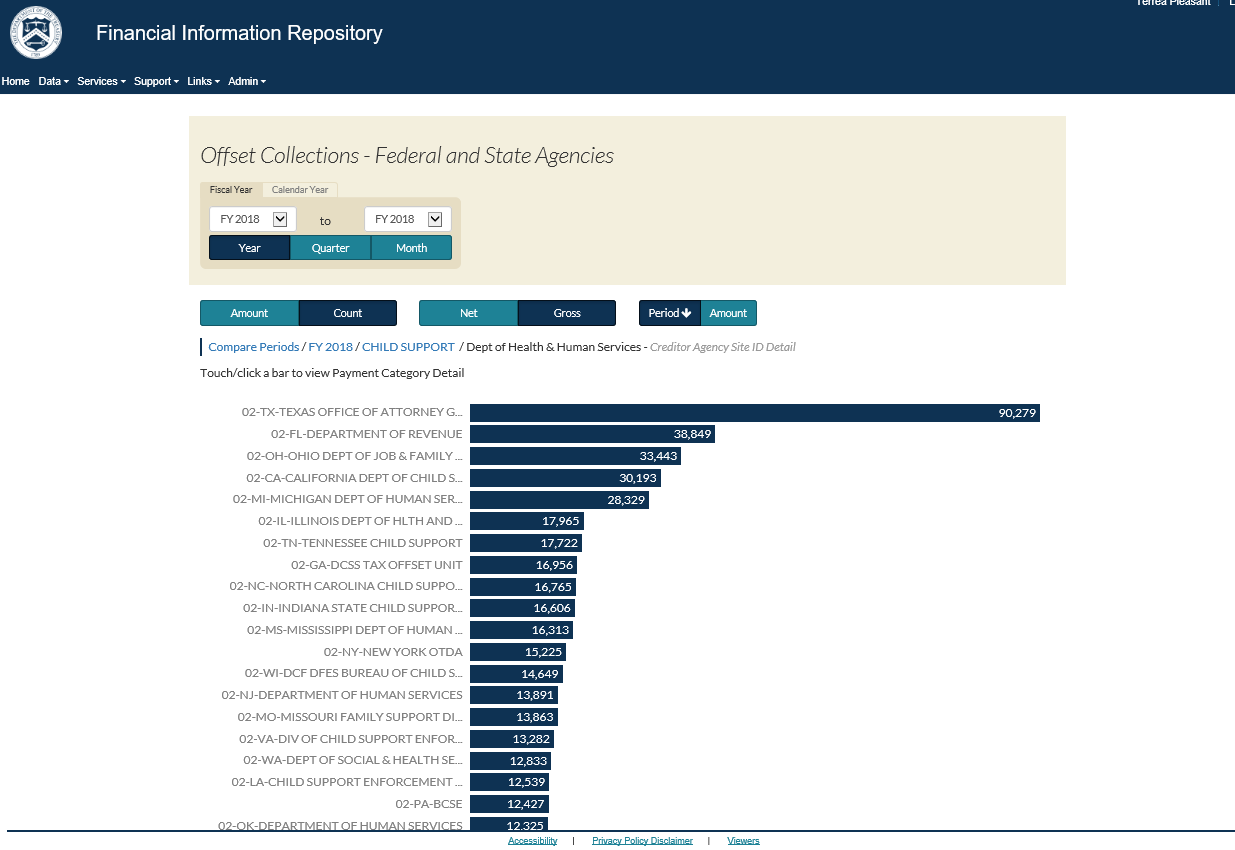 Terrea Pleasant
Financial Information Repository
Home Data Services Support Links Admin
Offset Collections - Federal and State Agencies
Fiscal Year Calendar Year
FY 2018 to FY 2018
Year Quarter Month
Amount Count Net Gross Period Amount
Compare Periods / FY 2018 / CHILD SUPPORT / Dept of Health & Human Services - Creditor Agency Site ID Detail
Touch/click a bar to view Payment Category Detail
02-TX-TEXAS OFFICE OF ATTORNEY G... 90,279
02-FL-DEPARTMENT OF REVENUE 38,849
02-OH-OHIO DEPT OF JOB & FAMILY ... 33,443
02-CA-CALIFORNIA DEPT OF CHILD S... 30,193
02-MI-MICHIGAN DEPT OF HUMAN SER... 28,329
02-IL-ILLINOIS DEPT OF HLTH AND ... 17,965
02-TN-TENNESSEE CHILD SUPPORT 17,722
02-GA-DCSS TAX OFFSET UNIT 16,956
02-NC-NORTH CAROLINA CHILD SUPPO... 16,765
02-IN-INDIANA STATE CHILD SUPPOR... 16,606
02-MS-MISSISSIPPI DEPT OF HUMAN ... 16,313
02-NY-NEW YORK OTDA 15,225
02-WI-DCF DFES BUREAU OF CHILD S... 14,649
02-NJ-DEPARTMENT OF HUMAN SERVICES 13,891
02-MO-MISSOURI FAMILY SUPPORT DI... 13,863
02-VA-DIV OF CHILD SUPPORT ENFOR... 13,282
02-WA-DEPT OF SOCIAL & HEALTH SE... 12,833
02-LA-CHILD SUPPORT ENFORCEMENT ... 12,539
02-PA-BCSE 12,427
02-OK-DEPARTMENT OF HUMAN SERVICES 12,325
Accessibility | Privacy Policy Disclaimer | Viewers